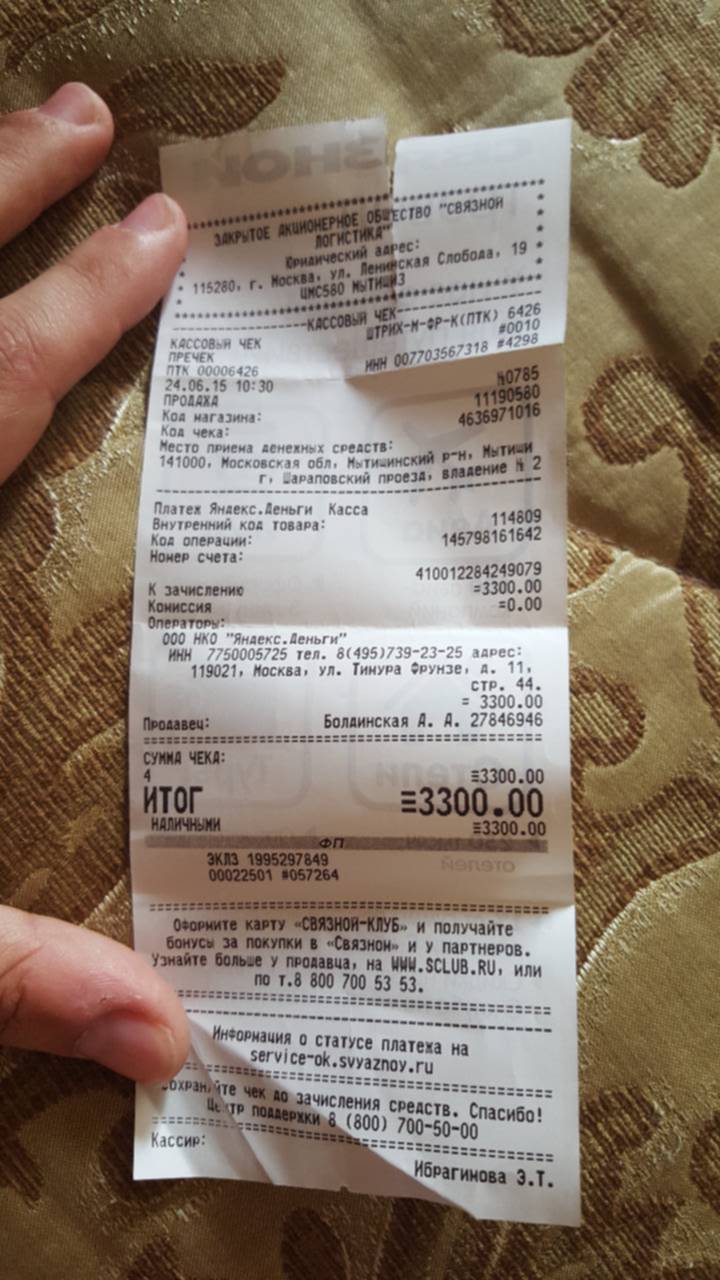 ЗАКРЫТОЕ АКЦИОНЕРНОЕ ОБЩЕСТВО "СВЯЗНОЙ
ЛОГИСТИКА"
Юридический адрес:
115280, г. Москва, ул. Ленинская Слобода, 19
ЦМС580 МЫТИЩИ3
КАССОВЫЙ ЧЕК
КАССОВЫЙ ЧЕК ШТРИХ-М-ФР-К(ПТК) 6426
ПРЕЧЕК #0010
ПТК 00006426 ИНН 007703567318 #4298
24.06.15 10:30
ПРОДАЖА №0785
Код магазина: 11190580
Код чека: 4636971016
Место приема денежных средств:
141000, Московская обл, Мытищинский р-н, Мытищи
г, Шараповский проезд, владение № 2
Платеж Яндекс.Деньги Касса
Внутренний код товара: 114809
Код операции: 145798161642
Номер счета:
410012284249079
К зачислению =3300.00
Комиссия =0.00
Операторы:
ООО НКО "Яндекс.Деньги"
ИНН 7750005725 тел. 8(495)739-23-25 адрес:
119021, Москва, ул. Тимура Фрунзе, д. 11,
стр. 44.
= 3300.00
Продавец: Болдинская А. А. 27846946
СУММА ЧЕКА:
4 ≡3300.00
ИТОГ ≡3300.00
НАЛИЧНЫМИ ≡3300.00
ФП
ЭКЛЗ 1995297849
00022501 #057264
Оформите карту «СВЯЗНОЙ-КЛУБ» и получайте
бонусы за покупки в «Связном» и у партнеров.
Узнайте больше у продавца, на WWW.SCLUB.RU, или
по т.8 800 700 53 53.
Информация о статусе платежа на
service-ok.svyaznoy.ru
Сохраняйте чек до зачисления средств. Спасибо!
Центр поддержки 8 (800) 700-50-00
Кассир:
Ибрагимова Э.Т.